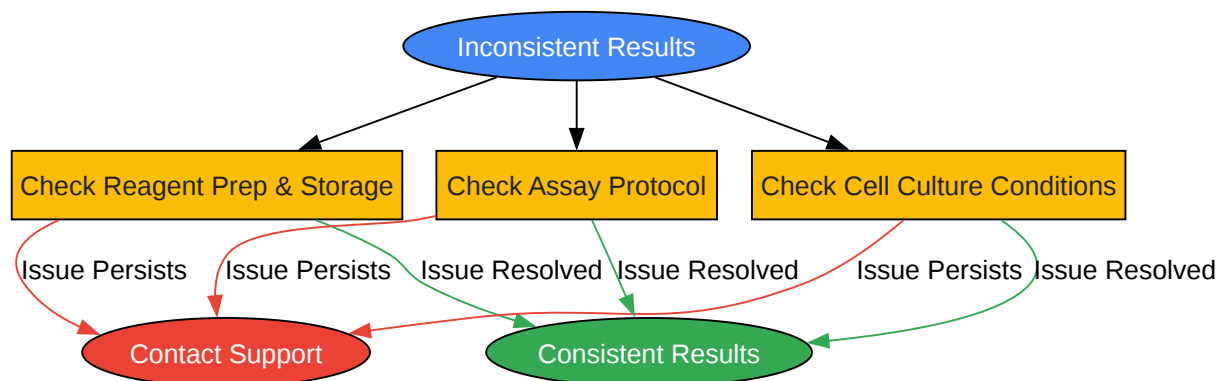 Inconsistent Results
Check Reagent Prep & Storage
Check Assay Protocol
Check Cell Culture Conditions
Issue Persists
Issue Persists
Issue Resolved
Issue Resolved
Issue Persists
Issue Resolved
Contact Support
Consistent Results